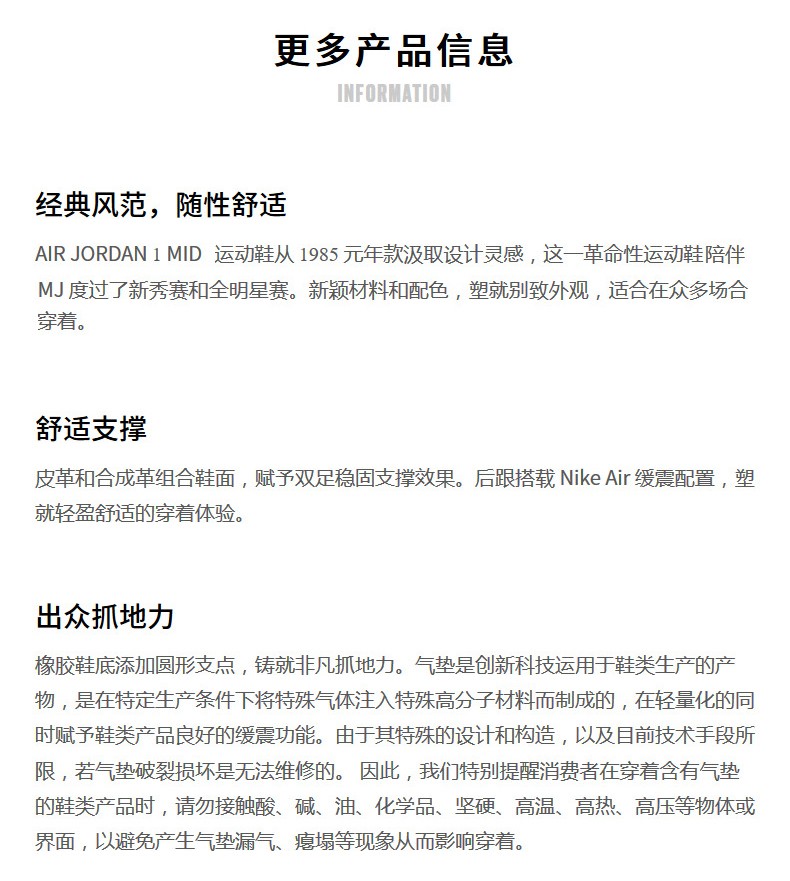 更多产品信息
INFORMATION
经典风范，随性舒适
AIR JORDAN 1 MID 运动鞋从 1985 元年款汲取设计灵感，这一革命性运动鞋陪伴
MJ 度过了新秀赛和全明星赛。新颖材料和配色，塑就别致外观，适合在众多场合
穿着。
舒适支撑
皮革和合成革组合鞋面，赋予双足稳固支撑效果。后跟搭载 Nike Air 缓震配置，塑
就轻盈舒适的穿着体验。
出众抓地力
橡胶鞋底添加圆形支点，铸就非凡抓地力。气垫是创新科技运用于鞋类生产的产
物，是在特定生产条件下将特殊气体注入特殊高分子材料而制成的，在轻量化的同
时赋予鞋类产品良好的缓震功能。由于其特殊的设计和构造，以及目前技术手段所
限，若气垫破裂损坏是无法维修的。 因此，我们特别提醒消费者在穿着含有气垫
的鞋类产品时，请勿接触酸、碱、油、化学品、坚硬、高温、高热、高压等物体或
界面，以避免产生气垫漏气、瘪塌等现象从而影响穿着。